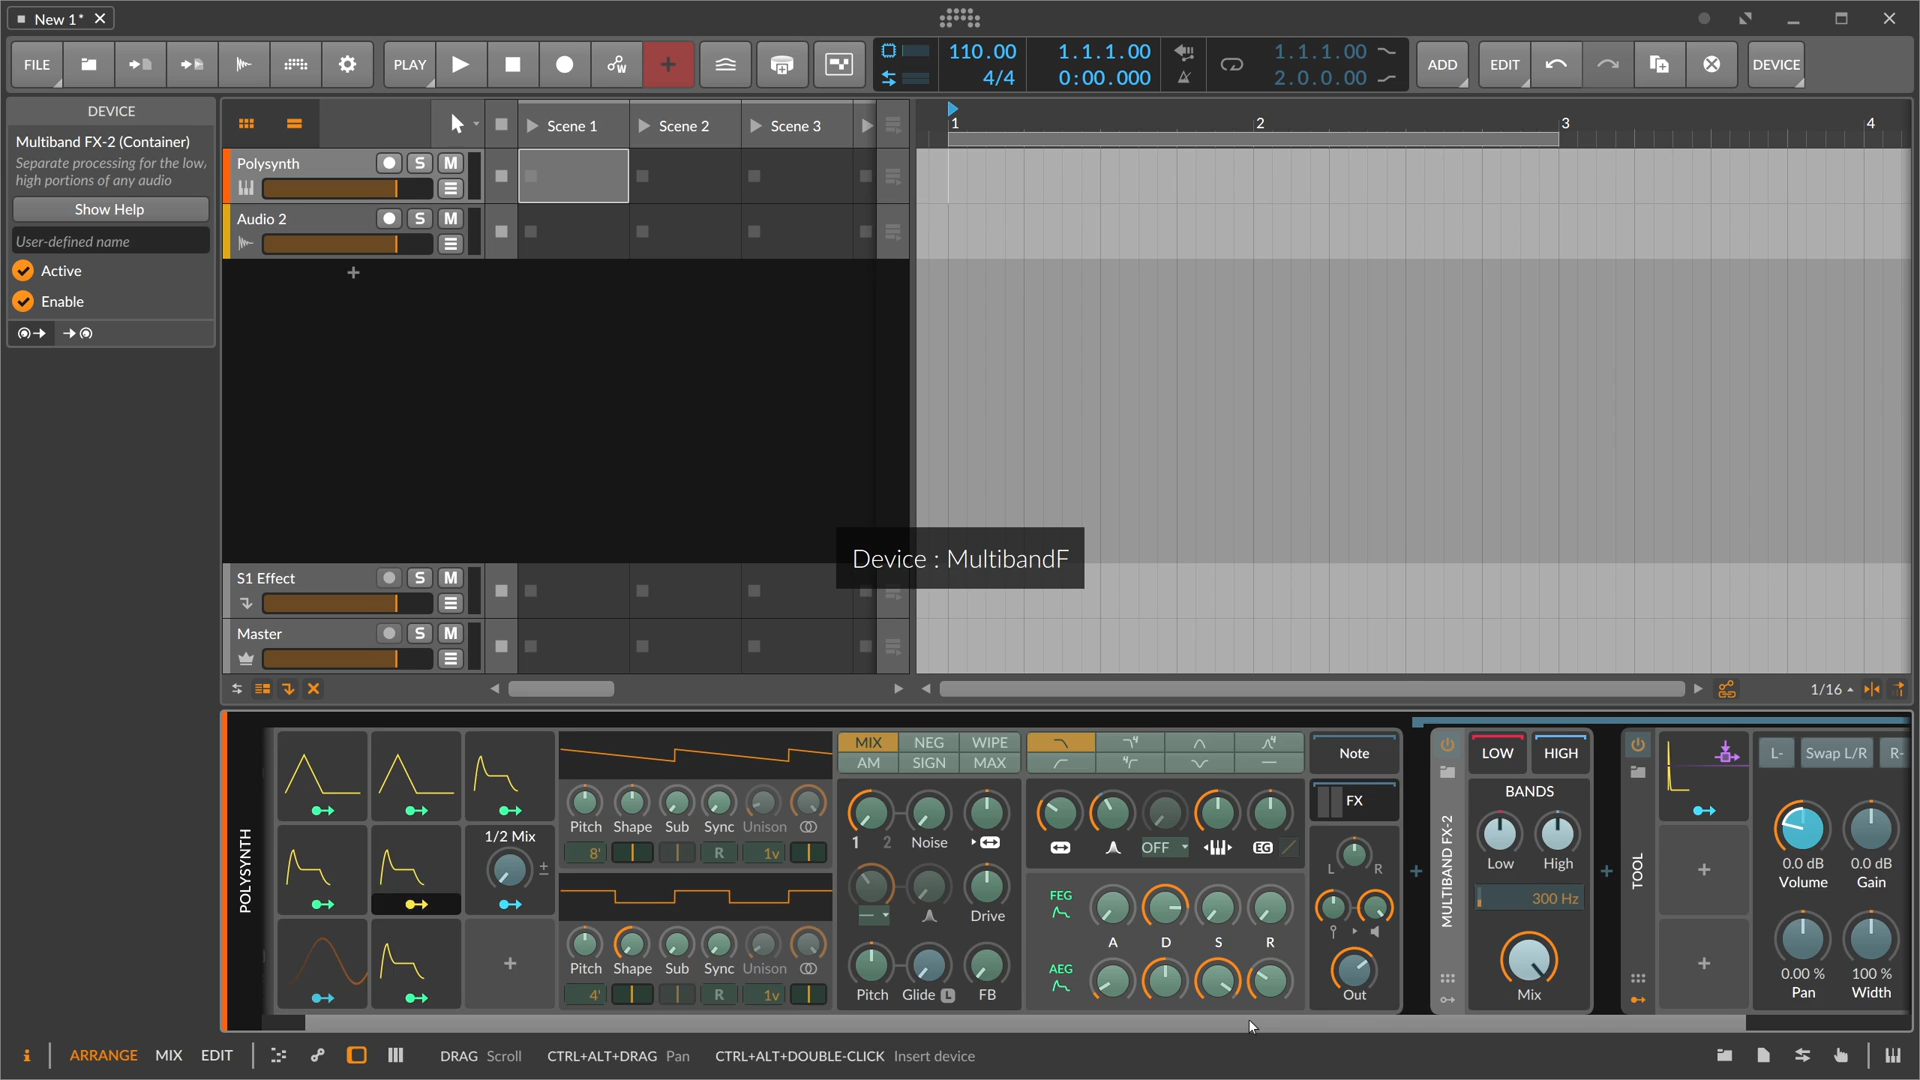 New 1*
FILE
PLAY
110.00
4/4
1.1.1.00
0:00.000
1.1.1.00
2.0.0.00
ADD
EDIT
DEVICE
DEVICE
Multiband FX-2 (Container)
Separate processing for the low,
high portions of any audio
Show Help
User-defined name
Active
Enable
Scene 1
Scene 2
Scene 3
1
2
3
4
Polysynth
S
M
Audio 2
S
M
+
Device : MultibandF
S1 Effect
S
M
Master
S
M
1/16
POLYSYNTH
1/2 Mix
Pitch
Shape
Sub
Sync
Unison
8'
R
1v
Pitch
Shape
Sub
Sync
Unison
4'
R
1v
MIX
NEG
WIPE
AM
SIGN
MAX
1
2
Noise
Drive
Pitch
Glide
L
FB
OFF
EG
FEG
A
D
S
R
AEG
Note
FX
L
R
Out
MULTIBAND FX-2
LOW
HIGH
BANDS
Low
High
300 Hz
Mix
TOOL
L-
Swap L/R
R-
0.0 dB
Volume
0.0 dB
Gain
0.00 %
Pan
100 %
Width
ARRANGE
MIX
EDIT
DRAG Scroll
CTRL+ALT+DRAG Pan
CTRL+ALT+DOUBLE-CLICK Insert device